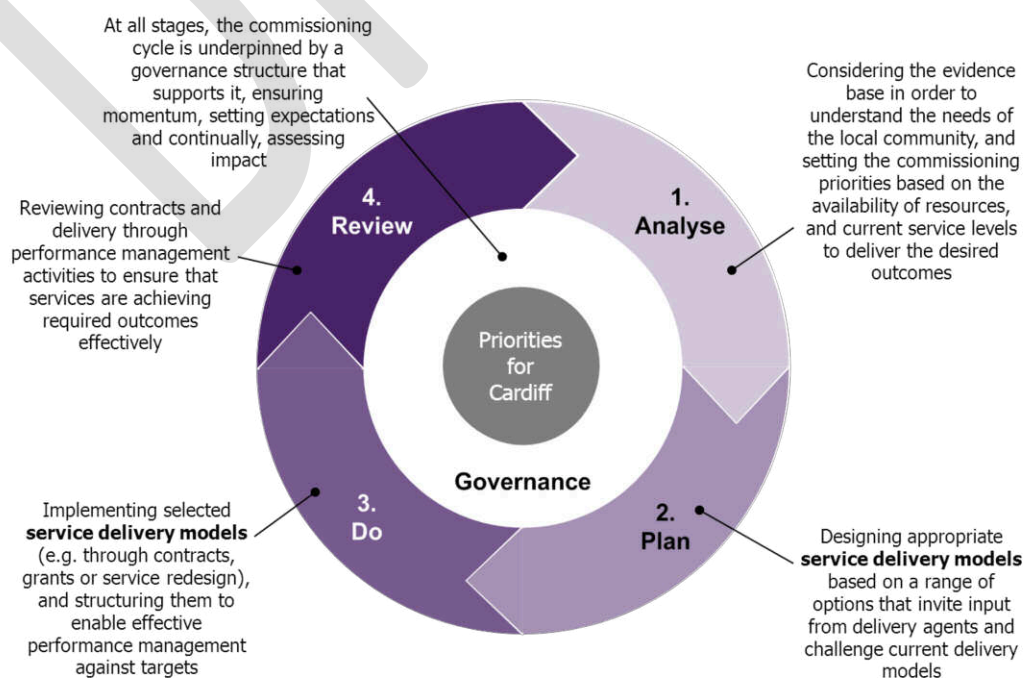 At all stages, the commissioning
cycle is underpinned by a
governance structure that
supports it, ensuring
momentum, setting expectations
and continually, assessing
impact
Considering the evidence
base in order to
understand the needs of
the local community, and
setting the commissioning
priorities based on the
availability of resources,
and current service levels
to deliver the desired
outcomes
4.
Review
1.
Analyse
Reviewing contracts and
delivery through
performance management
activities to ensure that
services are achieving
required outcomes
effectively
Priorities
for
Cardiff
Governance
3.
Do
2.
Plan
Implementing selected
service delivery models
(e.g. through contracts,
grants or service redesign),
and structuring them to
enable effective
performance management
against targets
Designing appropriate
service delivery models
based on a range of
options that invite input
from delivery agents and
challenge current delivery
models